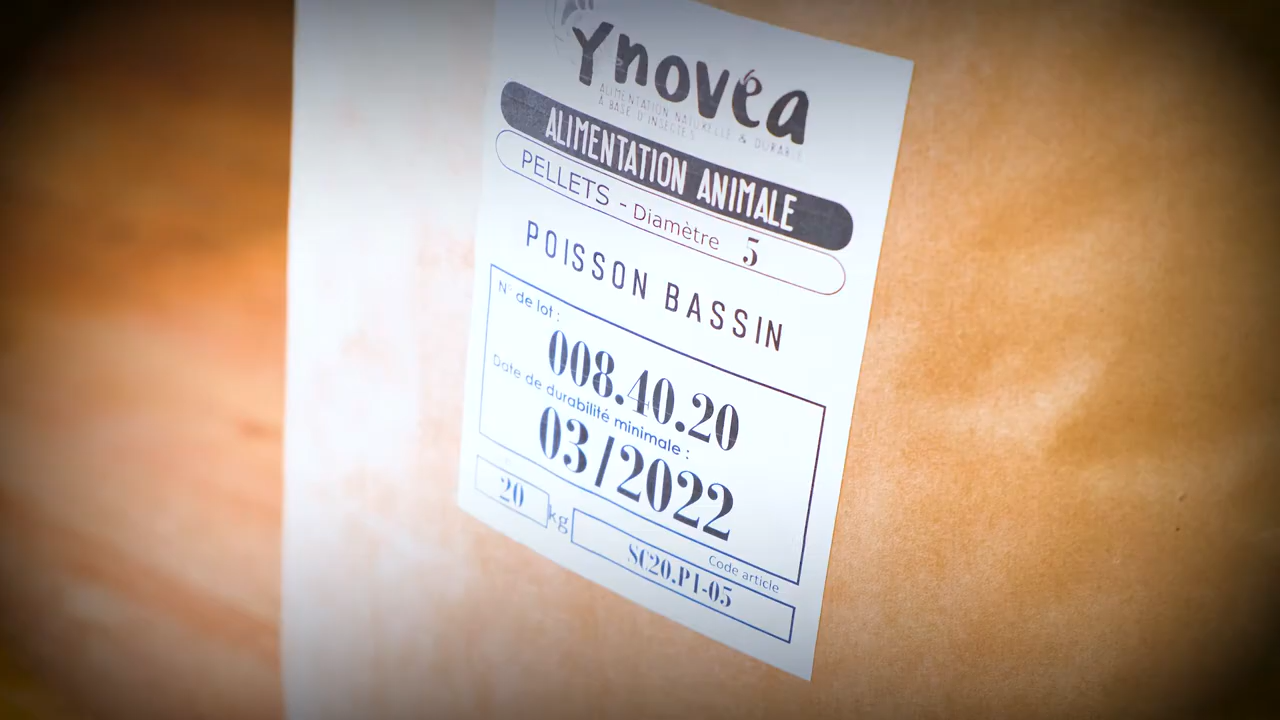 Ynovéa
ALIMENTATION NATURELLE & DURABLE
À BASE D'INSECTES
ALIMENTATION ANIMALE
PELLETS - Diamètre 5
POISSON BASSIN
N° de lot :
008.40.20
Date de durabilité minimale :
03/2022
20 kg
Code article
SC20.P1-05